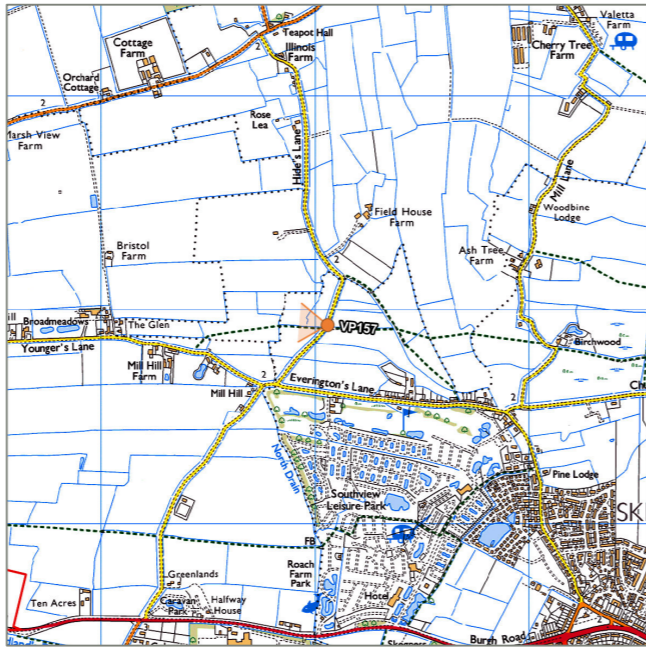 Teapot Hall
Valetta
Farm
2
Illinois
Farm
Cottage
Farm
Cherry Tree
Farm
Orchard
Cottage
2
Marsh View
Farm
Rose
Lea
Hide's Lane
Mill Lane
Woodbine
Lodge
Field House
Farm
Bristol
Farm
Ash Tree
Farm
2
2
Broadmeadows
The Glen
VP157
Younger's Lane
Birchwood
Mill Hill
Farm
2
Everington's Lane
Mill Hill
2
North Drain
Pine Lodge
Southview
Leisure Park
SK
FB
Roach
Farm
Park
Greenlands
Ten Acres
Caravan
Park
Halfway
House
Hotel
2
3
Burgh Road